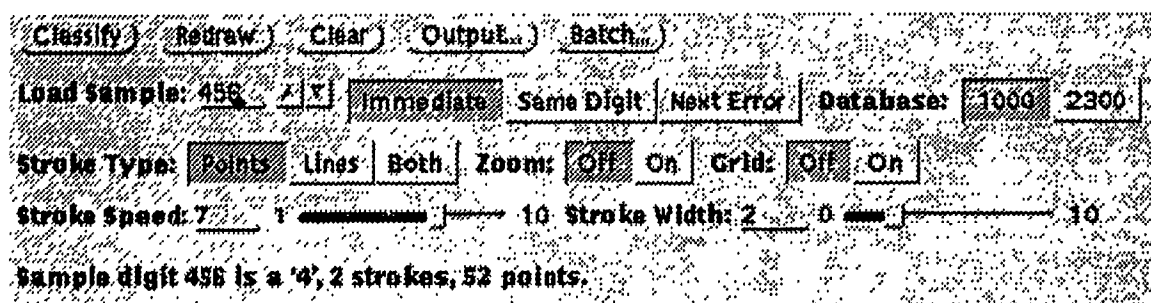 Classify Redraw Clear Output... Batch...
Load Sample: 456 Immediate Same Digit Next Error Database: 1000 2300
Stroke Type: Points Lines Both Zoom: Off On Grid: Off On
Stroke Speed: 7 1 10 Stroke Width: 2 0 10
Sample digit 456 is a '4', 2 strokes, 52 points.